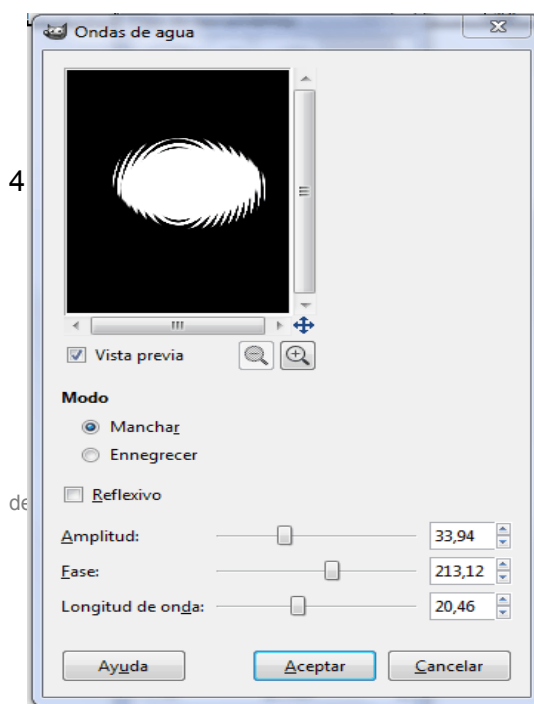 Ondas de agua
4
Vista previa
Modo
Manchar
Ennegrecer
de
Reflexivo
Amplitud: 33,94
Fase: 213,12
Longitud de onda: 20,46
Ayuda Aceptar Cancelar